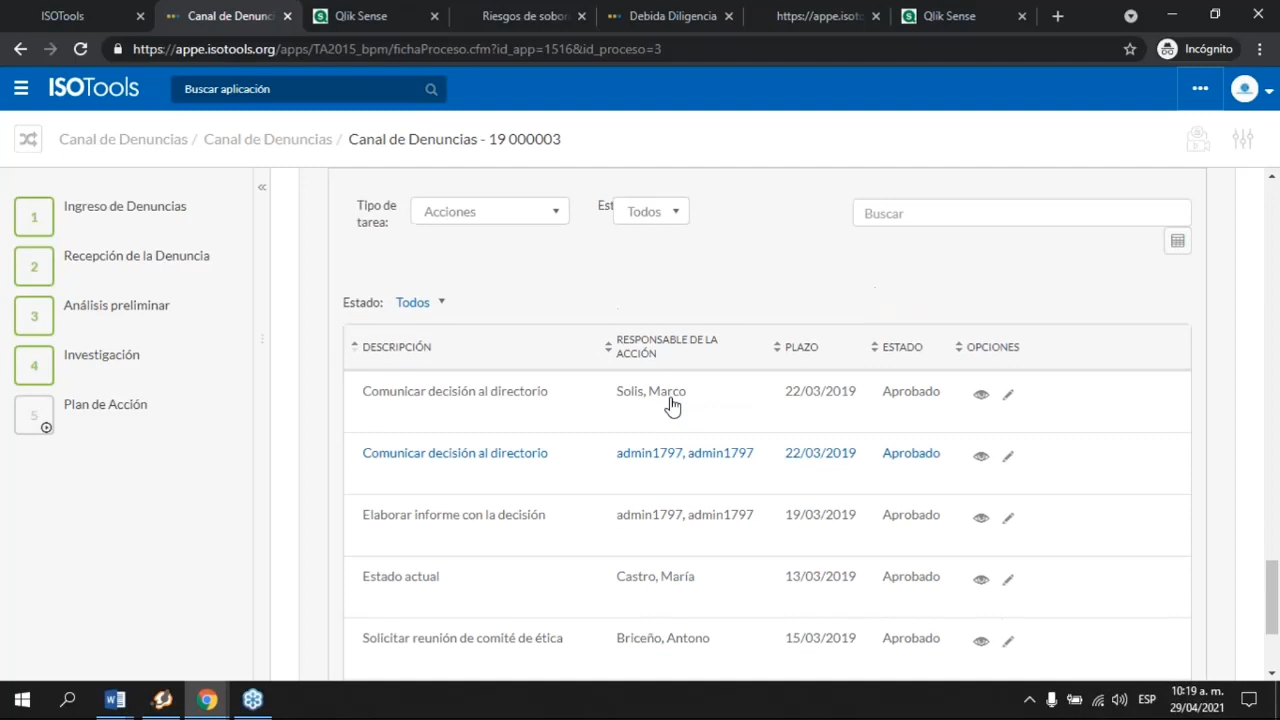 ISOTools
Canal de Denunci
Qlik Sense
Riesgos de sobor
Debida Diligencia
https://appe.isoto
Qlik Sense
https://appe.isotools.org/apps/TA2015_bpm/fichaProceso.cfm?id_app=1516&id_proceso=3
Incógnito
ISOTools
Buscar aplicación
Canal de Denuncias / Canal de Denuncias / Canal de Denuncias - 19 000003
1 Ingreso de Denuncias
2 Recepción de la Denuncia
3 Análisis preliminar
4 Investigación
5 Plan de Acción
Tipo de
tarea:
Acciones
Est
Todos
Buscar
Estado: Todos
DESCRIPCIÓN
RESPONSABLE DE LA
ACCIÓN
PLAZO
ESTADO
OPCIONES
Comunicar decisión al directorio Solis, Marco 22/03/2019 Aprobado
Comunicar decisión al directorio admin1797, admin1797 22/03/2019 Aprobado
Elaborar informe con la decisión admin1797, admin1797 19/03/2019 Aprobado
Estado actual Castro, María 13/03/2019 Aprobado
Solicitar reunión de comité de ética Briceño, Antono 15/03/2019 Aprobado
ESP
10:19 a. m.
29/04/2021